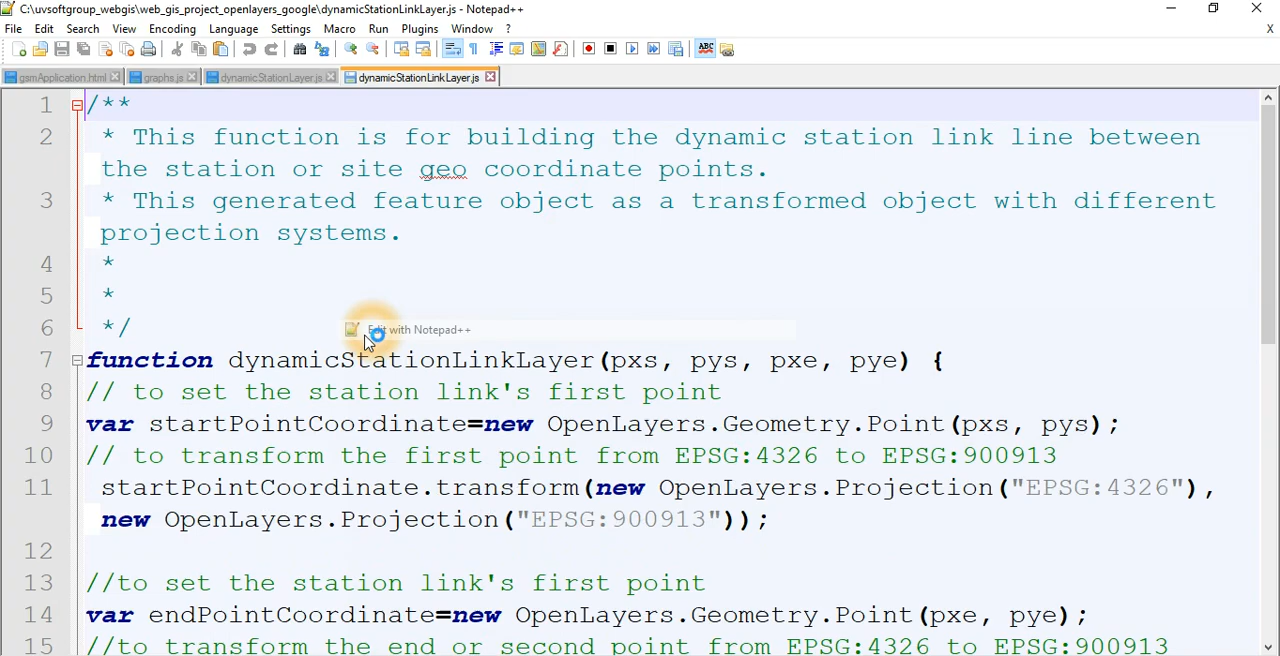 C:\uvsoftgroup_webgis\web_gis_project_openlayers_google\dynamicStationLinkLayer.js - Notepad++
File Edit Search View Encoding Language Settings Macro Run Plugins Window ? X
ABC
gsmApplication.html graphs.js dynamicStationLayer.js dynamicStationLinkLayer.js
1 /**
2 * This function is for building the dynamic station link line between
the station or site geo coordinate points.
3 * This generated feature object as a transformed object with different
projection systems.
4 *
5 *
6 */
Edit with Notepad++
7 function dynamicStationLinkLayer(pxs, pys, pxe, pye) {
8 // to set the station link's first point
9 var startPointCoordinate=new OpenLayers.Geometry.Point(pxs, pys);
10 // to transform the first point from EPSG:4326 to EPSG:900913
11 startPointCoordinate.transform(new OpenLayers.Projection("EPSG:4326"),
new OpenLayers.Projection("EPSG:900913"));
12
13 //to set the station link's first point
14 var endPointCoordinate=new OpenLayers.Geometry.Point(pxe, pye);
15 //to transform the end or second point from EPSG:4326 to EPSG:900913